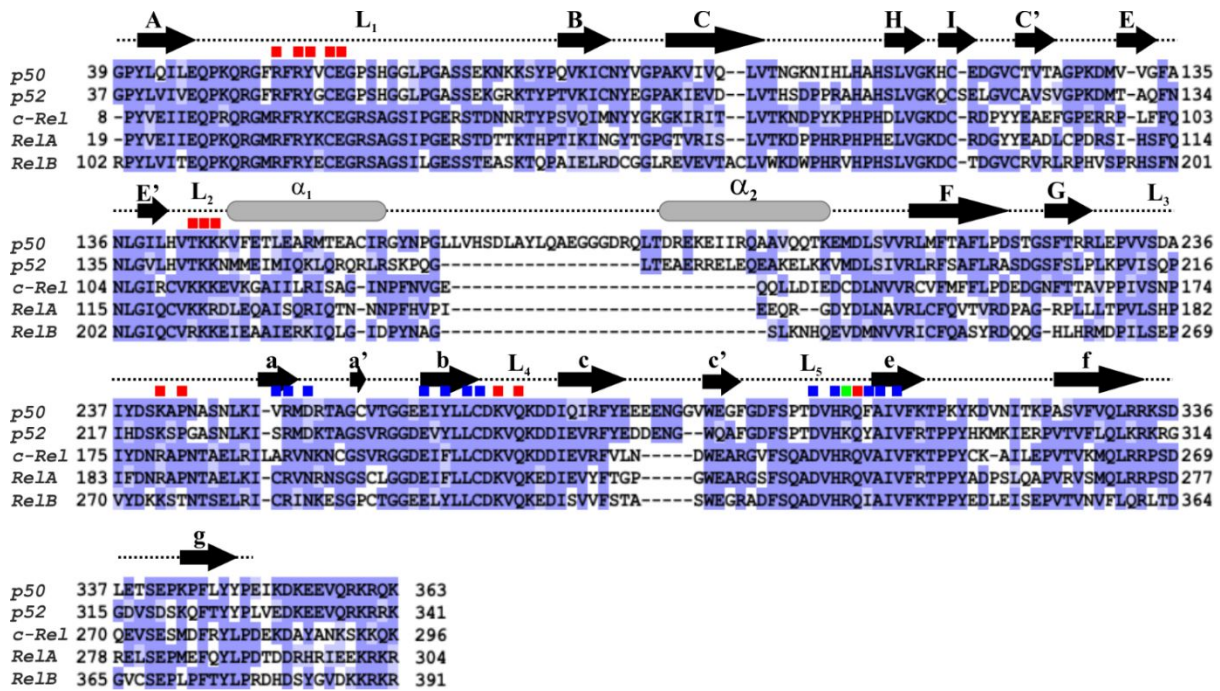 A L1 B C H I C’ E
p50 39 GPYLQILEQPKQRGFRFRYVCEGPSHGGLPGASSEKNKKSYPQVKICNYVGPAKVIVQ--LVTNGKNIHLHAHSLVGKHC-EDGVCTVTAGPKDMV-VGFA 135
p52 37 GPYLVIVEQPKQRGFRFRYGCEGPSHGGLPGASSEKGRKTYPTVKICNYEGPAKIEVD--LVTHSDPPRAHAHSLVGKQCSELGVCAVSVGPKDMT-AQFN 134
c-Rel 8 -PYVEIIEQPRQRGMRFRYKCEGRSAGSIPGERSTDNNRTYPSVQIMNYYGKGKIRIT--LVTKNDPYKPHPHDLVGKDC-RDPYYEAEFGPERRP-LFFQ 103
RelA 19 -PYVEIIEQPKQRGMRFRYKCEGRSAGSIPGERSTDTTKTHPTIKINGYTGPGTVRIS--LVTKDPPHRPHPHELVGKDC-RDGYYEADLCPDRSI-HSFQ 114
RelB 102 RPYLVITEQPKQRGMRFRYECEGRSAGSILGESSTEASKTQPAIELRDCGGLREVEVTACLVWKDWPHRVHPHSLVGKDC-TDGVCRVRLRPHVSPRHSFN 201
E’ L2 α1 α2 F G L3
p50 136 NLGILHVTKKKVFETLEARMTEACIRGYNPGLLVHSDLAYLQAEGGGDRQLTDREKEIIRQAAVQQTKEMDLSVVRLMFTAFLPDSTGSFTRRLEPVVSDA 236
p52 135 NLGVLHVTKKNMMEIMIQKLQRQRLRSKPQG-------------------LTEAERRELEQEAKELKKVMDLSIVRLRFSAFLRASDGSFSLPLKPVISQP 216
c-Rel 104 NLGIRCVKKKEVKGAIILRISAG-INPFNVGE-----------------------------QQLLDIEDCDLNVVRCVFMFFLPDEDGNFTTAVPPIVSNP 174
RelA 115 NLGIQCVKKRDLEQAISQRIQTN-NNPFHVPI-----------------------------EEQR--GDYDLNAVRLCFQVTVRDPAG-RPLLLTPVLSHP 182
RelB 202 NLGIQCVRKKEIEAAIERKIQLG-IDPYNAG-------------------------------SLKNHQEVDMNVVRICFQASYRDQQG-HLHRMDPILSEP 269
a a’ b L4 c c’ L5 e f
p50 237 IYDSKAPNASNLKI-VRMDRTAGCVTGGEEIYLLCDKVQKDDIQIRFYEEEENGGVWEGFGDFSPTDVHRQFAIVFKTPKYKDVNITKPASVFVQLRRKSD 336
p52 217 IHDSKSPGASNLKI-SRMDKTAGSVRGGDEVYLLCDKVQKDDIEVRFYEDDENG--WQAFGDFSPTDVHKQYAIVFRTPPYHKMKIERPVTVFLQLKRKRG 314
c-Rel 175 IYDNRAPNTAELRILARVNKNCGSVRGGDEIFLLCDKVQKDDIEVRFVLN-----DWEARGVFSQADVHRQVAIVFKTPPYCK-AILEPVTVKMQLRRPSD 269
RelA 183 IFDNRAPNTAELKI-CRVNRNSGSCLGGDEIFLLCDKVQKEDIEVYFTGP-----GWEARGSFSQADVHRQVAIVFRTPPYADPSLQAPVRVSMQLRRPSD 277
RelB 270 VYDKKSTNTSELRI-CRINKESGPCTGGEELYLLCDKVQKEDISVVFSTA-----SWEGRADFSQADVHRQIAIVFKTPPYEDLEISEPVTVNVFLQRLTD 364
g
p50 337 LETSEPKPFLYYPEIKDKEEVQRKRQK 363
p52 315 GDVSDSKQFTYYPLVEDKEEVQRKRRK 341
c-Rel 270 QEVSESMDFRYLPDEKDAYANKSKKQK 296
RelA 278 RELSEPMEFQYLPDTDDRHRIEEKRKR 304
RelB 365 GVCSEPLPFTYLPRDHDSYGVDKKRKR 391